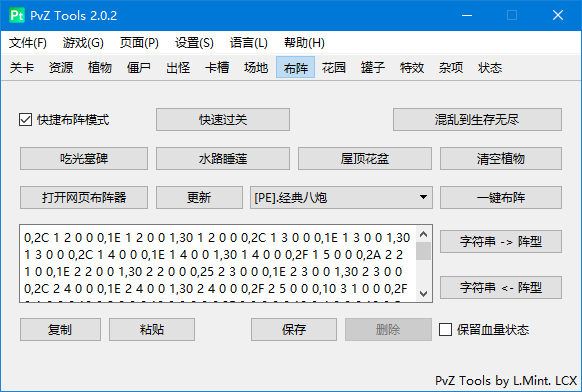 PvZ Tools 2.0.2
文件(F) 游戏(G) 页面(P) 设置(S) 语言(L) 帮助(H)
关卡 资源 植物 僵尸 出怪 卡槽 场地 布阵 花园 罐子 特效 杂项 状态
快捷布阵模式 快速过关 混乱到生存无尽
吃光墓碑 水路睡莲 屋顶花盆 清空植物
打开网页布阵器 更新 [PE].经典八炮 一键布阵
0,2C 1 2 0 0 0,1E 1 2 0 0 1,30 1 2 0 0 0,2C 1 3 0 0 0,1E 1 3 0 0 1,30
1 3 0 0 0,2C 1 4 0 0 0,1E 1 4 0 0 1,30 1 4 0 0 0,2F 1 5 0 0 0,2A 2 2
1 0 0,1E 2 2 0 0 1,30 2 2 0 0 0,25 2 3 0 0 0,1E 2 3 0 0 1,30 2 3 0 0
0,2C 2 4 0 0 0,1E 2 4 0 0 1,30 2 4 0 0 0,2F 2 5 0 0 0,10 3 1 0 0 0,2F
字符串 -> 阵型
字符串 <- 阵型
复制 粘贴 保存 删除 保留血量状态
PvZ Tools by L.Mint. LCX